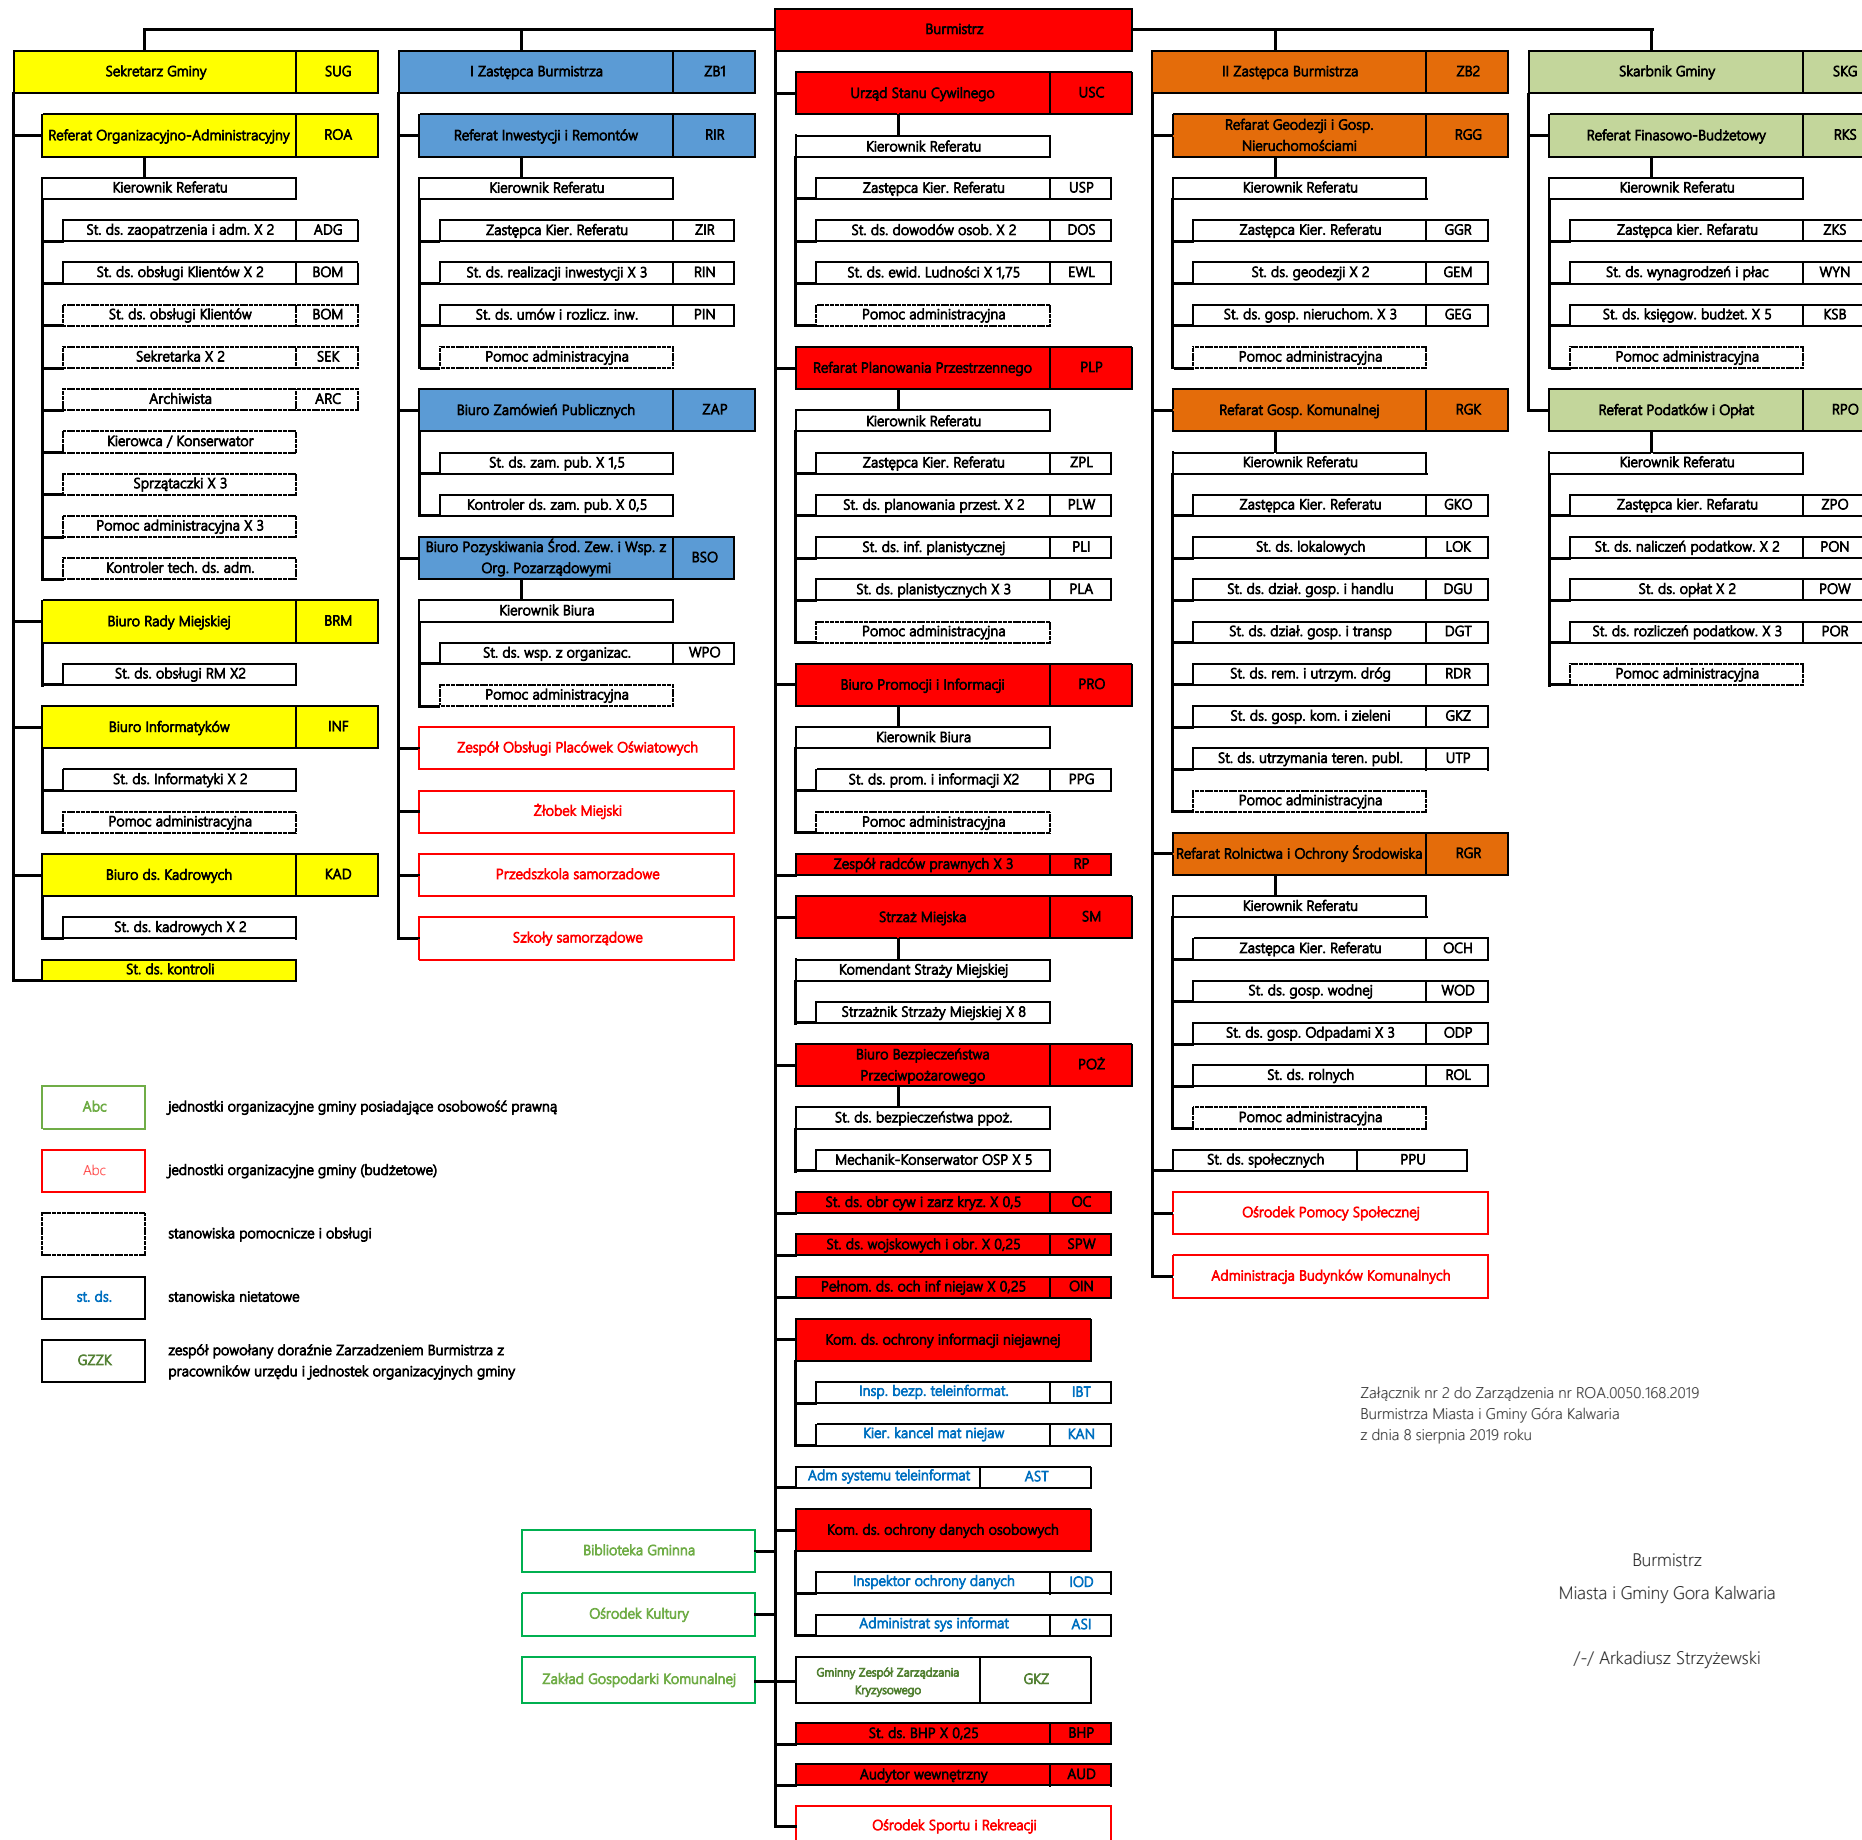 Burmistrz
Sekretarz Gminy SUG
Referat Organizacyjno-Administracyjny ROA
Kierownik Referatu
St. ds. zaopatrzenia i adm. X 2 ADG
St. ds. obsługi Klientów X 2 BOM
St. ds. obsługi Klientów BOM
Sekretarka X 2 SEK
Archiwista ARC
Kierowca / Konserwator
Sprzątaczki X 3
Pomoc administracyjna X 3
Kontroler tech. ds. adm.
Biuro Rady Miejskiej BRM
St. ds. obsługi RM X2
Biuro Informatyków INF
St. ds. Informatyki X 2
Pomoc administracyjna
Biuro ds. Kadrowych KAD
St. ds. kadrowych X 2
St. ds. kontroli
I Zastępca Burmistrza ZB1
Referat Inwestycji i Remontów RIR
Kierownik Referatu
Zastępca Kier. Referatu ZIR
St. ds. realizacji inwestycji X 3 RIN
St. ds. umów i rozlicz. inw. PIN
Pomoc administracyjna
Biuro Zamówień Publicznych ZAP
St. ds. zam. pub. X 1,5
Kontroler ds. zam. pub. X 0,5
Biuro Pozyskiwania Środ. Zew. i Wsp. z
Org. Pozarządowymi BSO
Kierownik Biura
St. ds. wsp. z organizac. WPO
Pomoc administracyjna
Zespół Obsługi Placówek Oświatowych
Żłobek Miejski
Przedszkola samorzadowe
Szkoły samorządowe
Urząd Stanu Cywilnego USC
Kierownik Referatu
Zastępca Kier. Referatu USP
St. ds. dowodów osob. X 2 DOS
St. ds. ewid. Ludności X 1,75 EWL
Pomoc administracyjna
Refarat Planowania Przestrzennego PLP
Kierownik Referatu
Zastępca Kier. Referatu ZPL
St. ds. planowania przest. X 2 PLW
St. ds. inf. planistycznej PLI
St. ds. planistycznych X 3 PLA
Pomoc administracyjna
Biuro Promocji i Informacji PRO
Kierownik Biura
St. ds. prom. i informacji X2 PPG
Pomoc administracyjna
Zespół radców prawnych X 3 RP
Strzaż Miejska SM
Komendant Straży Miejskiej
Strzażnik Strzaży Miejskiej X 8
Biuro Bezpieczeństwa
Przeciwpożarowego POŻ
St. ds. bezpieczeństwa ppoż.
Mechanik-Konserwator OSP X 5
St. ds. obr cyw i zarz kryz. X 0,5 OC
St. ds. wojskowych i obr. X 0,25 SPW
Pełnom. ds. och inf niejaw X 0,25 OIN
Kom. ds. ochrony informacji niejawnej
Insp. bezp. teleinformat. IBT
Kier. kancel mat niejaw KAN
Adm systemu teleinformat AST
Kom. ds. ochrony danych osobowych
Inspektor ochrony danych IOD
Administrat sys informat ASI
Gminny Zespół Zarządzania
Kryzysowego GKZ
St. ds. BHP X 0,25 BHP
Audytor wewnętrzny AUD
Ośrodek Sportu i Rekreacji
Biblioteka Gminna
Ośrodek Kultury
Zakład Gospodarki Komunalnej
II Zastępca Burmistrza ZB2
Refarat Geodezji i Gosp.
Nieruchomościami RGG
Kierownik Referatu
Zastępca Kier. Referatu GGR
St. ds. geodezji X 2 GEM
St. ds. gosp. nieruchom. X 3 GEG
Pomoc administracyjna
Refarat Gosp. Komunalnej RGK
Kierownik Referatu
Zastępca Kier. Referatu GKO
St. ds. lokalowych LOK
St. ds. dział. gosp. i handlu DGU
St. ds. dział. gosp. i transp DGT
St. ds. rem. i utrzym. dróg RDR
St. ds. gosp. kom. i zieleni GKZ
St. ds. utrzymania teren. publ. UTP
Pomoc administracyjna
Refarat Rolnictwa i Ochrony Środowiska RGR
Kierownik Referatu
Zastępca Kier. Referatu OCH
St. ds. gosp. wodnej WOD
St. ds. gosp. Odpadami X 3 ODP
St. ds. rolnych ROL
Pomoc administracyjna
St. ds. społecznych PPU
Ośrodek Pomocy Społecznej
Administracja Budynków Komunalnych
Skarbnik Gminy SKG
Referat Finasowo-Budżetowy RKS
Kierownik Referatu
Zastępca kier. Refaratu ZKS
St. ds. wynagrodzeń i płac WYN
St. ds. księgow. budżet. X 5 KSB
Pomoc administracyjna
Referat Podatków i Opłat RPO
Kierownik Referatu
Zastępca kier. Refaratu ZPO
St. ds. naliczeń podatkow. X 2 PON
St. ds. opłat X 2 POW
St. ds. rozliczeń podatkow. X 3 POR
Pomoc administracyjna
Abc jednostki organizacyjne gminy posiadające osobowość prawną
Abc jednostki organizacyjne gminy (budżetowe)
stanowiska pomocnicze i obsługi
st. ds. stanowiska nietatowe
GZZK zespół powołany doraźnie Zarzadzeniem Burmistrza z
pracowników urzędu i jednostek organizacyjnych gminy
Załącznik nr 2 do Zarządzenia nr ROA.0050.168.2019
Burmistrza Miasta i Gminy Góra Kalwaria
z dnia 8 sierpnia 2019 roku
Burmistrz
Miasta i Gminy Gora Kalwaria
/-/ Arkadiusz Strzyżewski